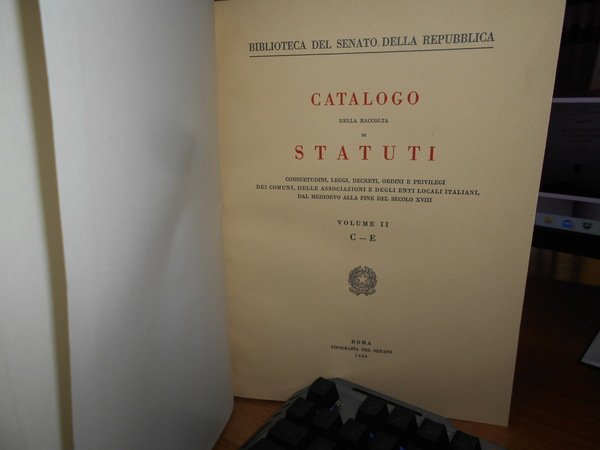 BIBLIOTECA DEL SENATO DELLA REPUBBLICA
CATALOGO
DELLA RACCOLTA
DI
STATUTI
CONSUETUDINI, LEGGI, DECRETI, ORDINI E PRIVILEGI
DEI COMUNI, DELLE ASSOCIAZIONI E DEGLI ENTI LOCALI ITALIANI,
DAL MEDIOEVO ALLA FINE DEL SECOLO XVIII
VOLUME II
C — E
ROMA
TIPOGRAFIA DEL SENATO